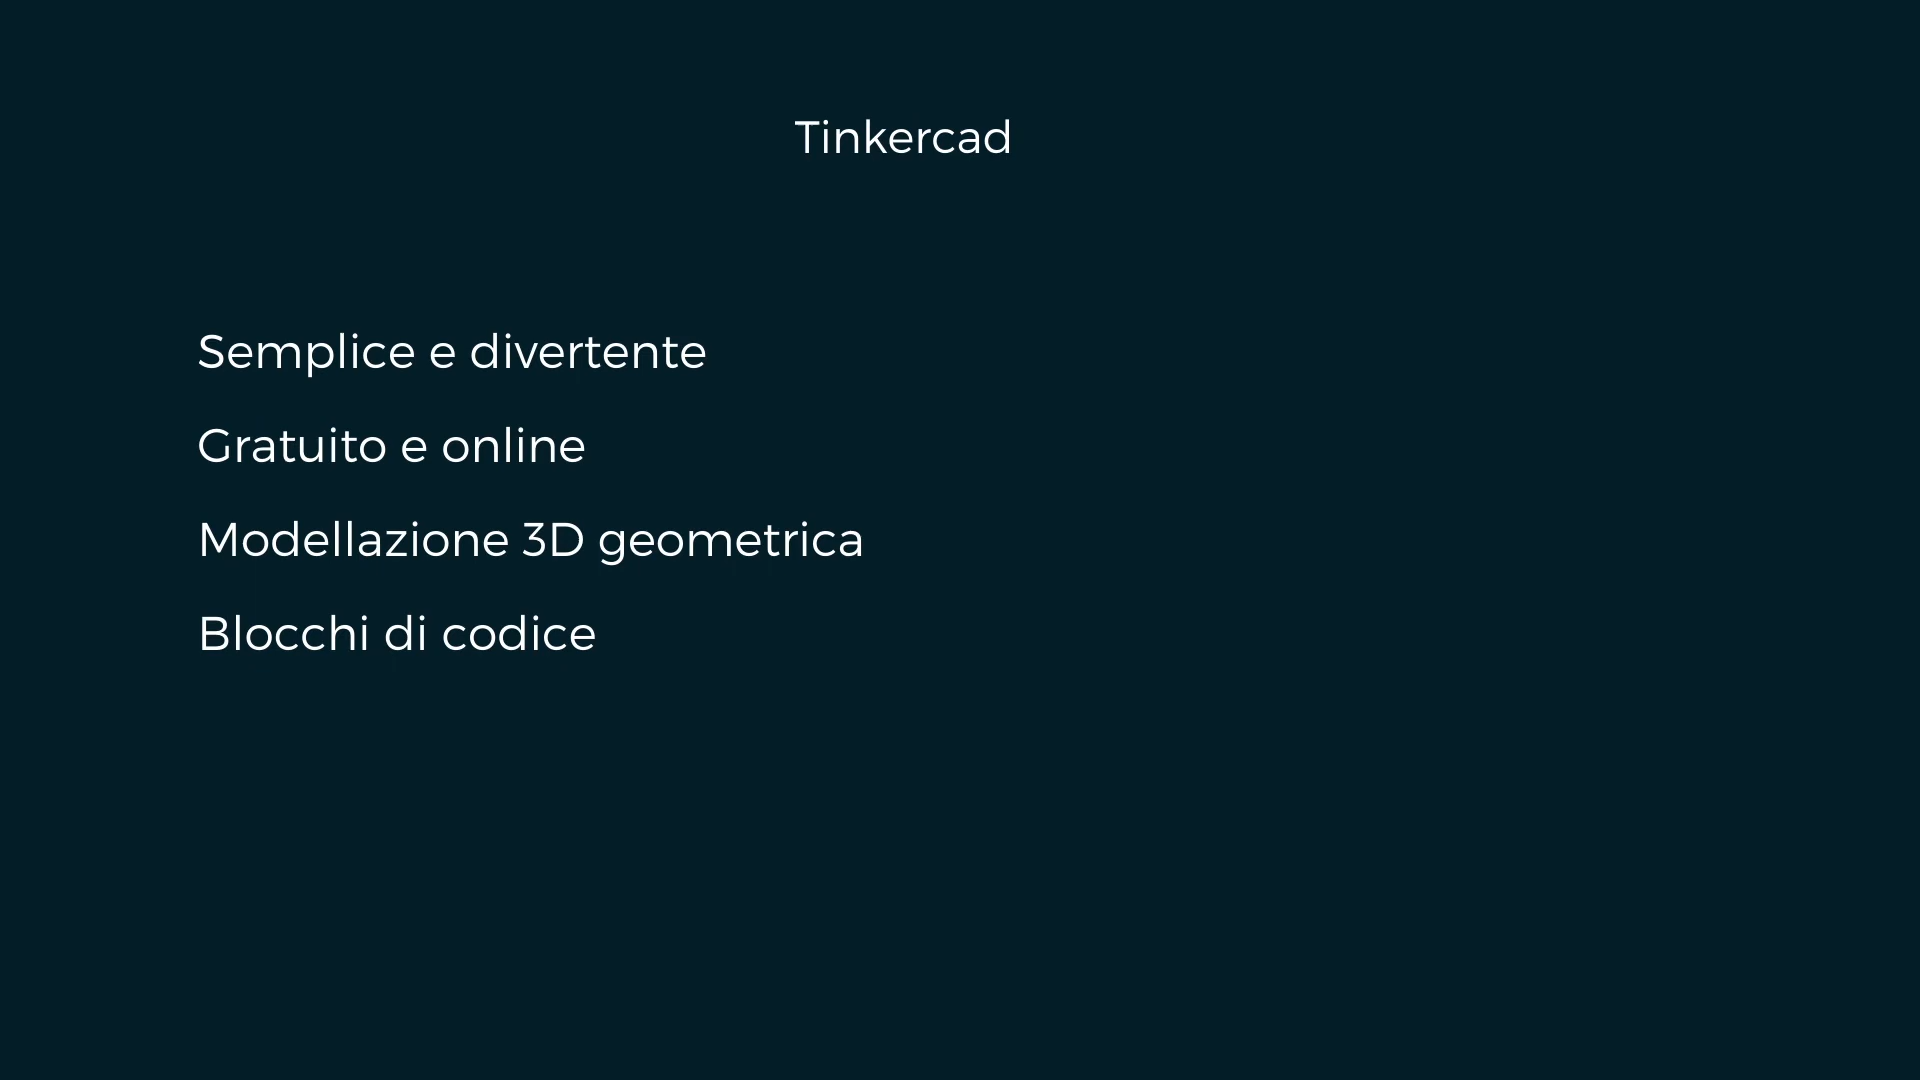 Tinkercad
Semplice e divertente
Gratuito e online
Modellazione 3D geometrica
Blocchi di codice